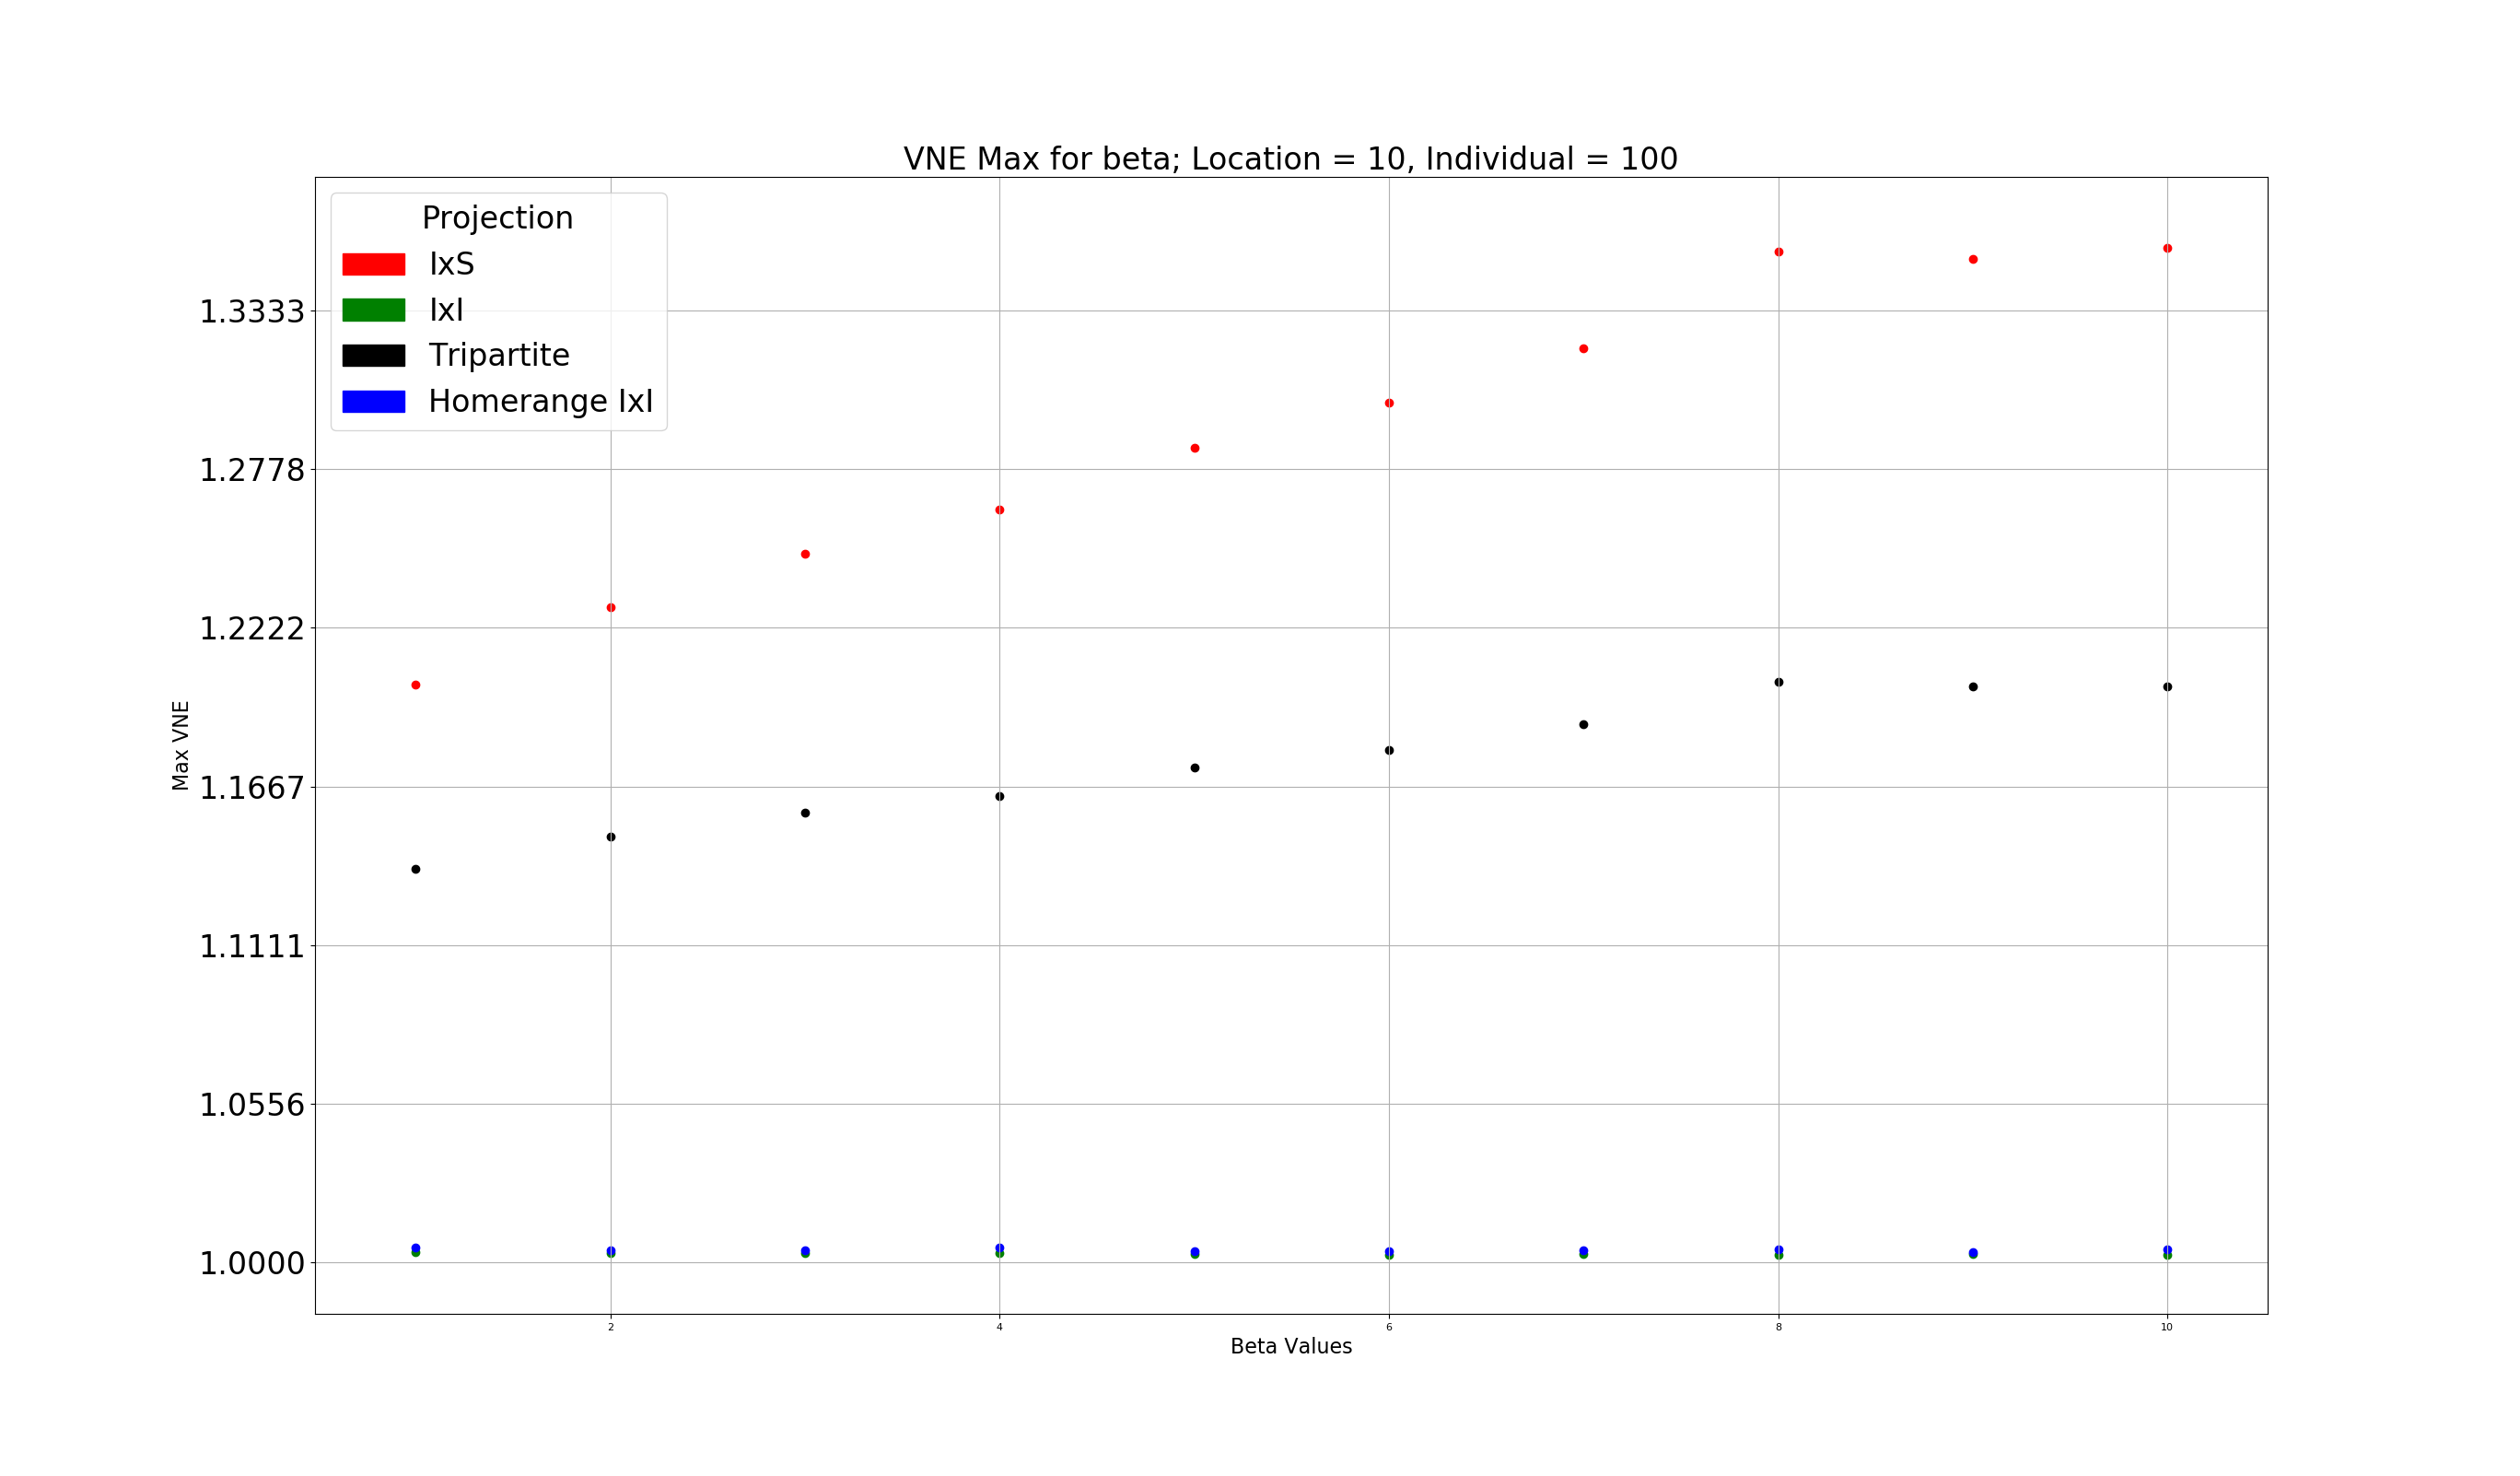 VNE Max for beta; Location = 10, Individual = 100
Projection
IxS
IxI
Tripartite
Homerange IxI
1.3333
1.2778
1.2222
1.1667
1.1111
1.0556
1.0000
Max VNE
2 4 6 8 10
Beta Values